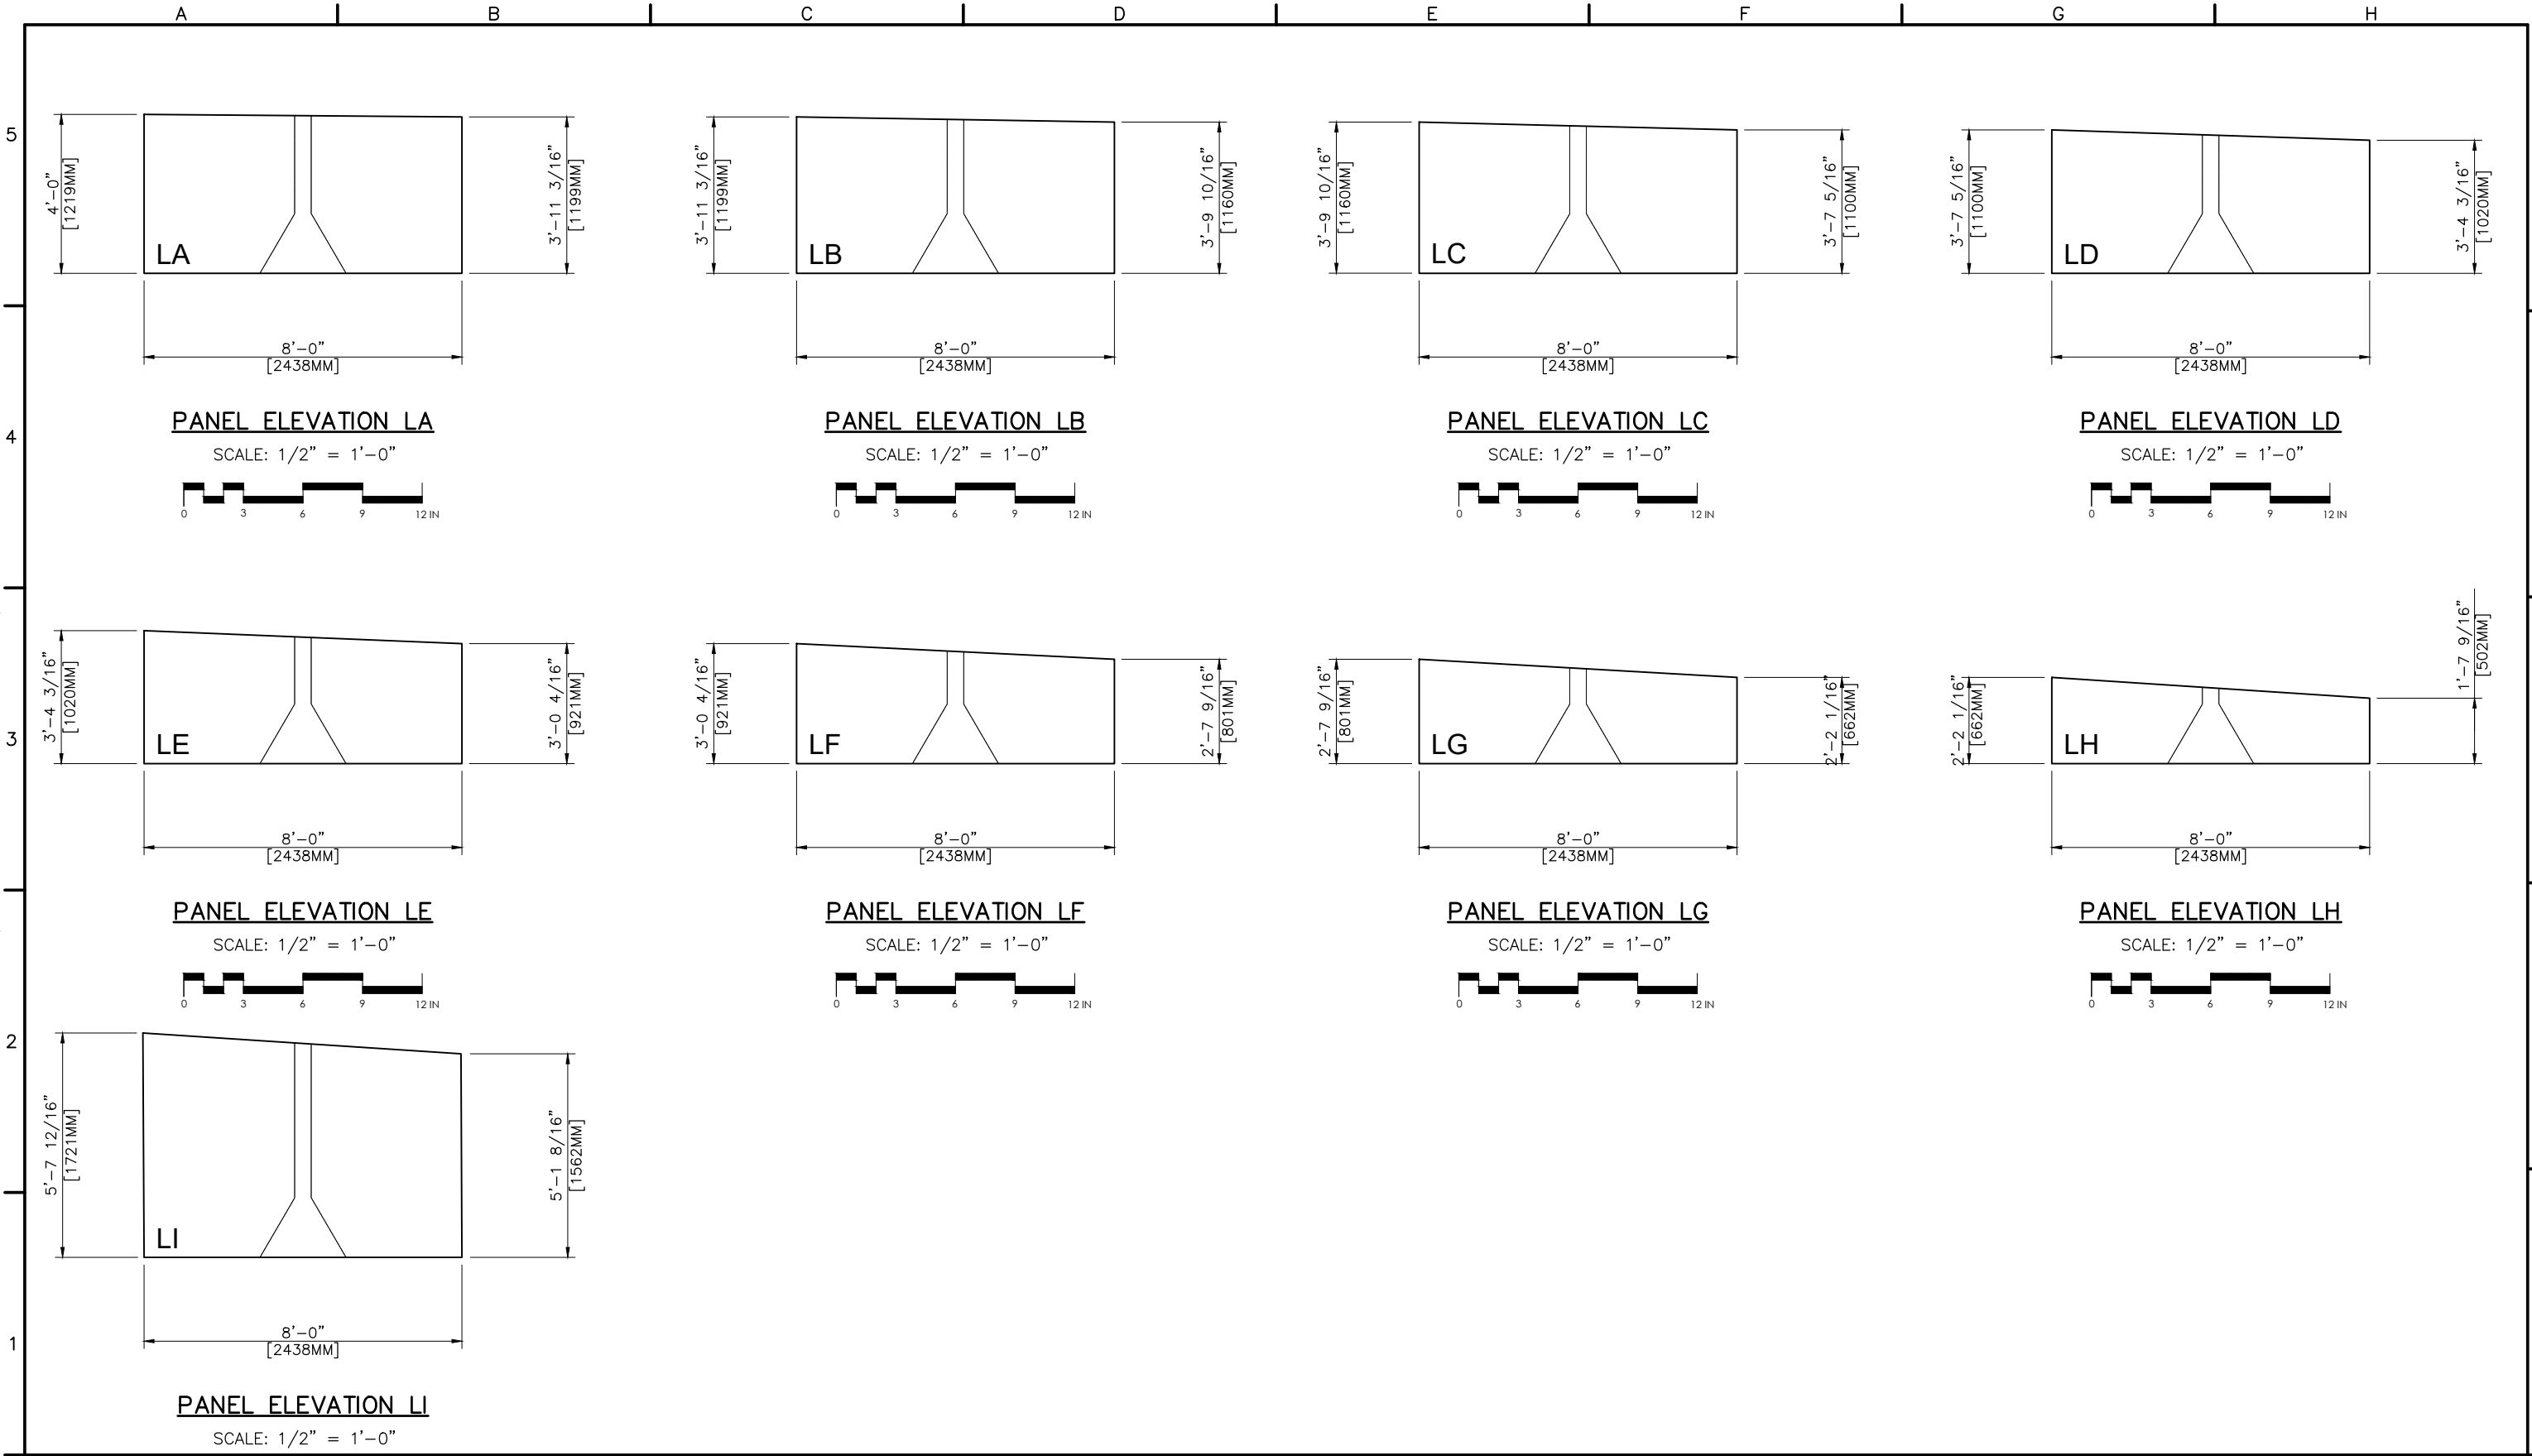 A B C D E F G H
5
4'-0"
[1219MM]
LA
3'-11 3/16"
[1199MM]
8'-0"
[2438MM]
PANEL ELEVATION LA
SCALE: 1/2" = 1'-0"
0 3 6 9 12 IN
3'-11 3/16"
[1199MM]
LB
3'-9 10/16"
[1160MM]
8'-0"
[2438MM]
PANEL ELEVATION LB
SCALE: 1/2" = 1'-0"
0 3 6 9 12 IN
3'-9 10/16"
[1160MM]
LC
3'-7 5/16"
[1100MM]
8'-0"
[2438MM]
PANEL ELEVATION LC
SCALE: 1/2" = 1'-0"
0 3 6 9 12 IN
3'-7 5/16"
[1100MM]
LD
3'-4 3/16"
[1020MM]
8'-0"
[2438MM]
PANEL ELEVATION LD
SCALE: 1/2" = 1'-0"
0 3 6 9 12 IN
4
3
3'-4 3/16"
[1020MM]
LE
3'-0 4/16"
[921MM]
8'-0"
[2438MM]
PANEL ELEVATION LE
SCALE: 1/2" = 1'-0"
0 3 6 9 12 IN
3'-0 4/16"
[921MM]
LF
2'-7 9/16"
[801MM]
8'-0"
[2438MM]
PANEL ELEVATION LF
SCALE: 1/2" = 1'-0"
0 3 6 9 12 IN
2'-7 9/16"
[801MM]
LG
2'-2 1/16"
[662MM]
8'-0"
[2438MM]
PANEL ELEVATION LG
SCALE: 1/2" = 1'-0"
0 3 6 9 12 IN
2'-2 1/16"
[662MM]
LH
1'-7 9/16"
[502MM]
8'-0"
[2438MM]
PANEL ELEVATION LH
SCALE: 1/2" = 1'-0"
0 3 6 9 12 IN
2
5'-7 12/16"
[1721MM]
LI
5'-1 8/16"
[1562MM]
8'-0"
[2438MM]
1
PANEL ELEVATION LI
SCALE: 1/2" = 1'-0"